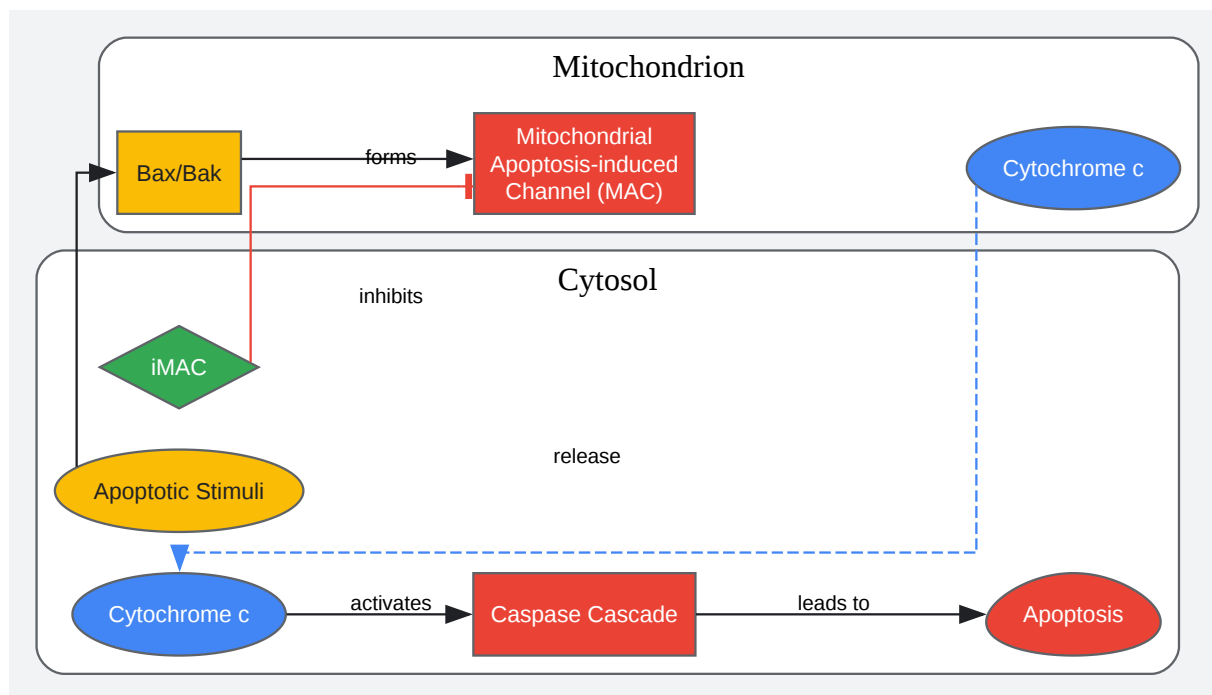 Mitochondrion
Bax/Bak
forms
Mitochondrial
Apoptosis-induced
Channel (MAC)
Cytochrome c
Cytosol
inhibits
iMAC
release
Apoptotic Stimuli
Cytochrome c
activates
Caspase Cascade
leads to
Apoptosis